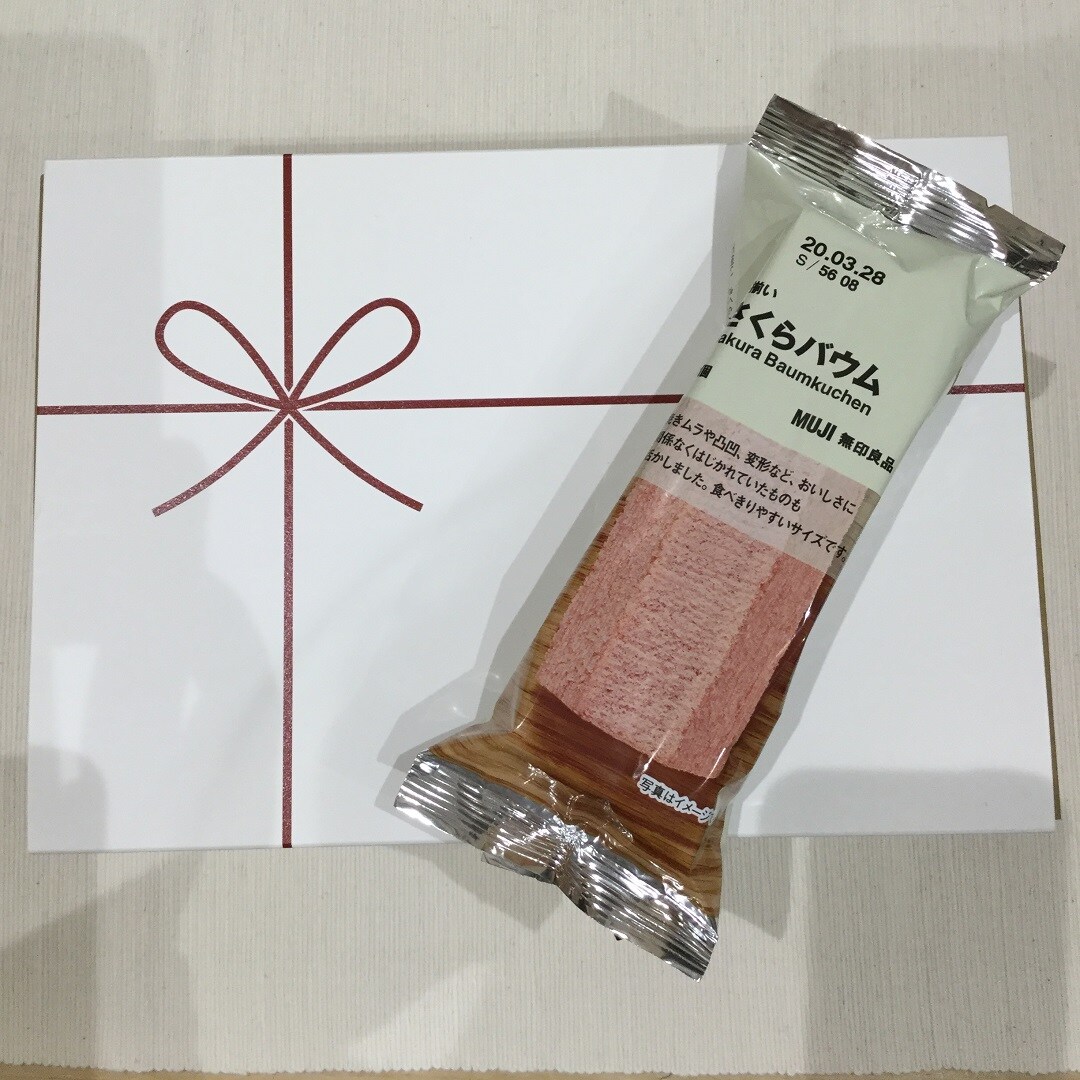 20.03.28
S/56 08
揃い
さくらバウム
akura Baumkuchen
MUJI 無印良品
きムラや凸凹、変形など、おいしさに
係なくはじかれていたものも
かしました。食べきりやすいサイズです。
写真はイメージ